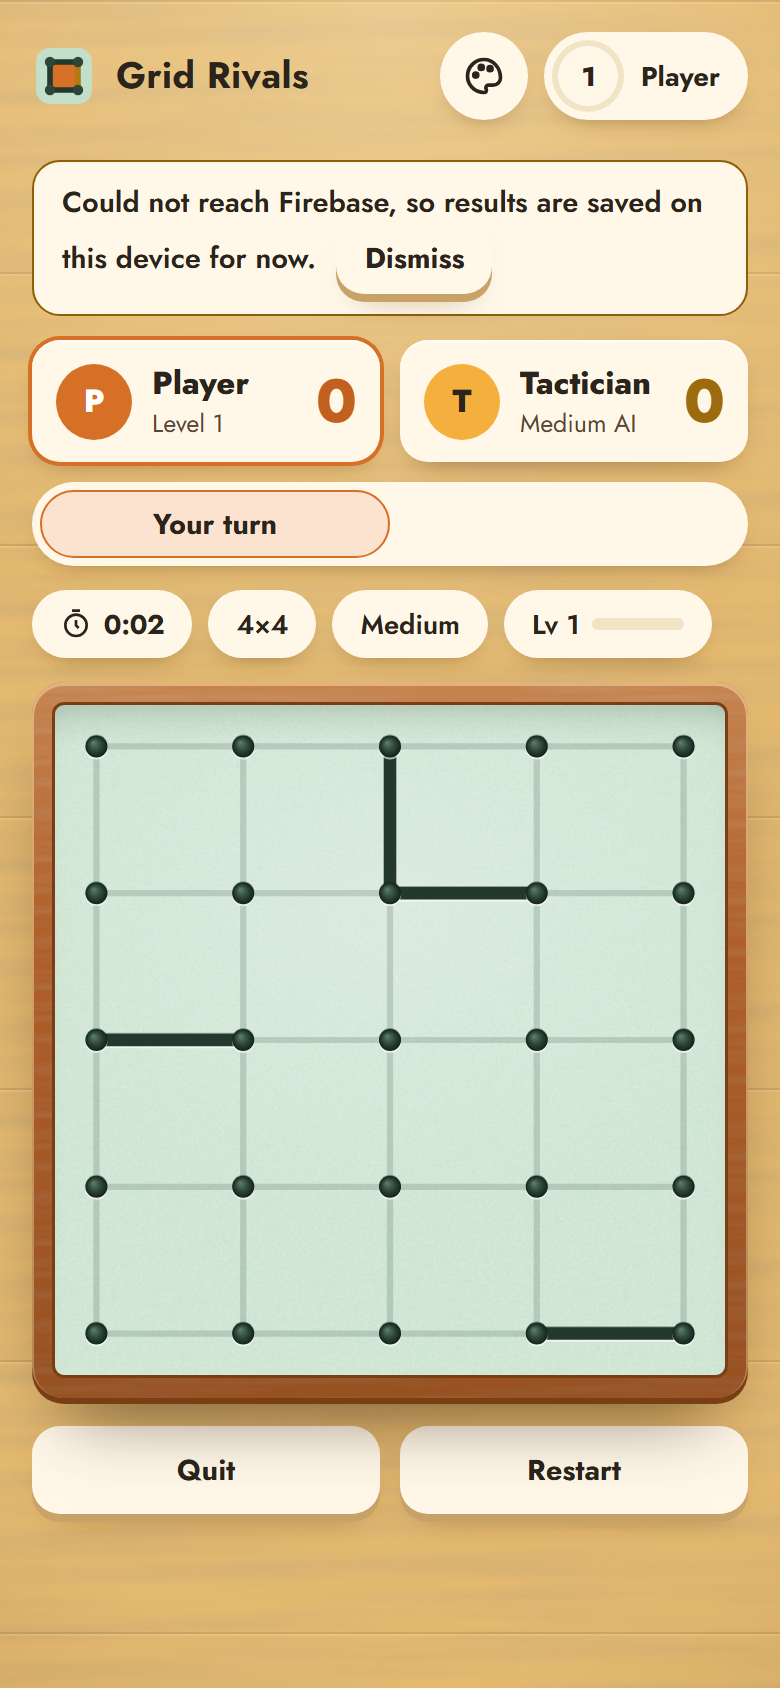 Grid Rivals
1 Player
Could not reach Firebase, so results are saved on
this device for now. Dismiss
P Player 0
Level 1
T Tactician 0
Medium AI
Your turn
0:02 4×4 Medium Lv 1
Quit Restart